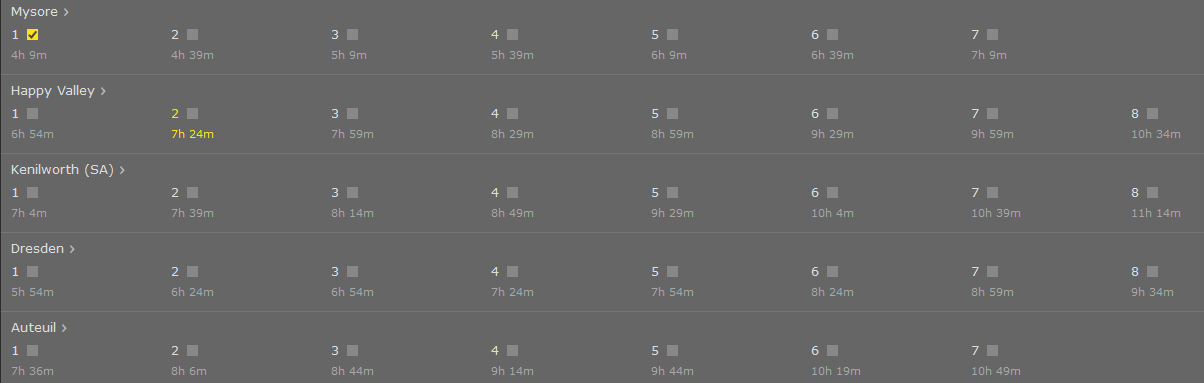 Mysore >
1 2 3 4 5 6 7
4h 9m 4h 39m 5h 9m 5h 39m 6h 9m 6h 39m 7h 9m
Happy Valley >
1 2 3 4 5 6 7 8
6h 54m 7h 24m 7h 59m 8h 29m 8h 59m 9h 29m 9h 59m 10h 34m
Kenilworth (SA) >
1 2 3 4 5 6 7 8
7h 4m 7h 39m 8h 14m 8h 49m 9h 29m 10h 4m 10h 39m 11h 14m
Dresden >
1 2 3 4 5 6 7 8
5h 54m 6h 24m 6h 54m 7h 24m 7h 54m 8h 24m 8h 59m 9h 34m
Auteuil >
1 2 3 4 5 6 7
7h 36m 8h 6m 8h 44m 9h 14m 9h 44m 10h 19m 10h 49m